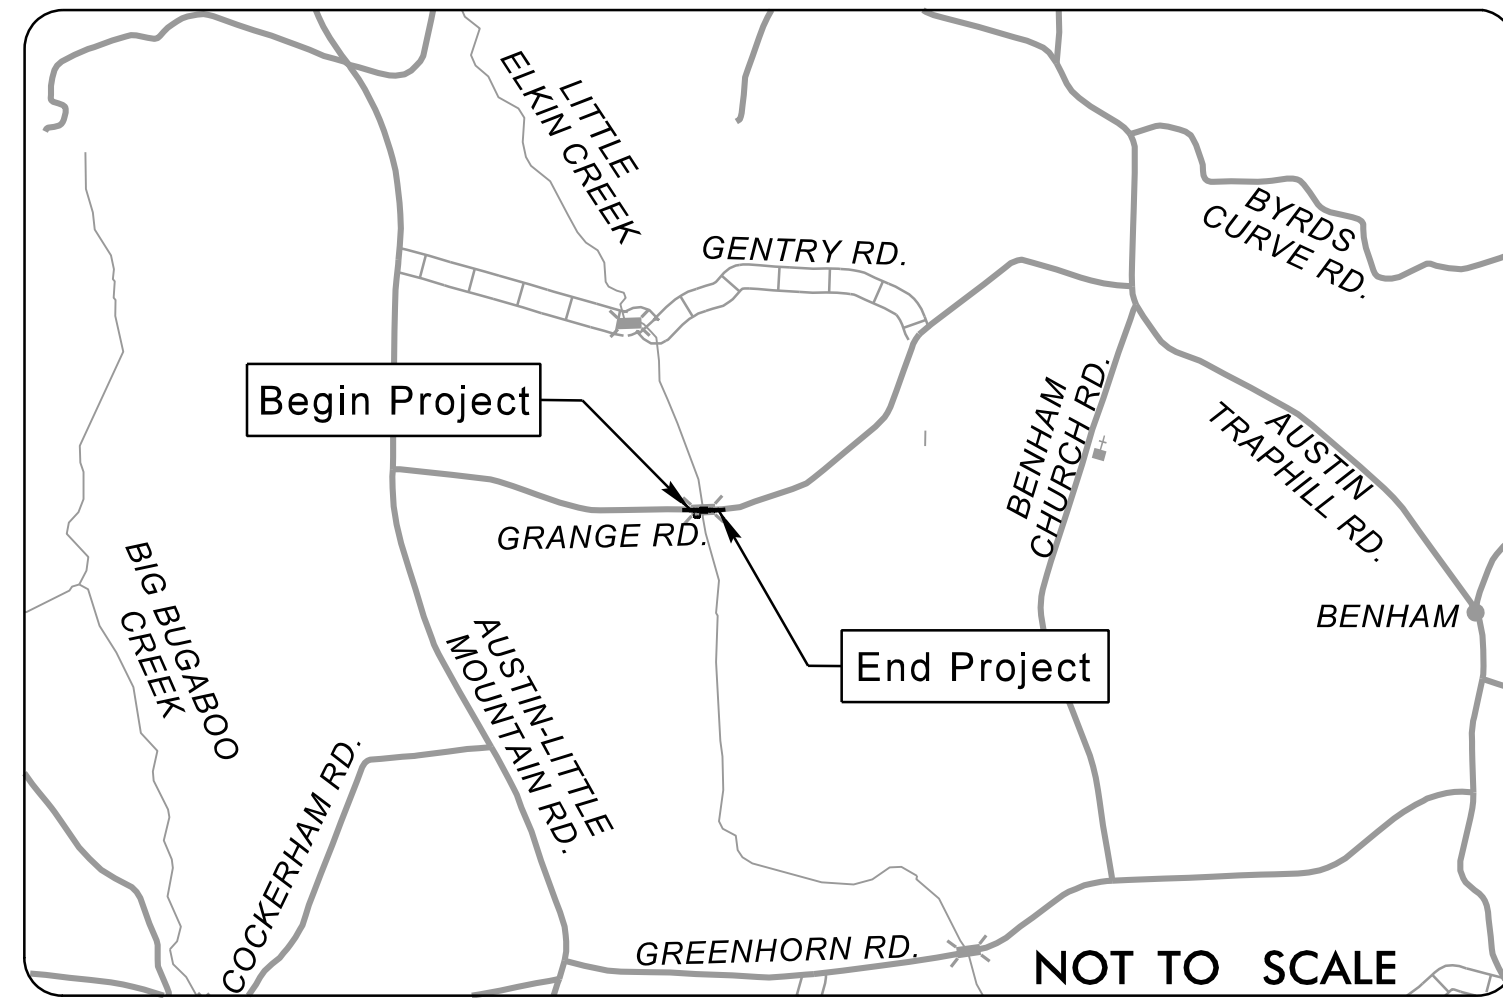 LITTLE
ELKIN CREEK
GENTRY RD.
BYRDS
CURVE RD.
Begin Project
BENHAM
CHURCH RD.
AUSTIN
TRAPHILL RD.
GRANGE RD.
BIG BUGABOO
CREEK
BENHAM
End Project
AUSTIN-LITTLE
MOUNTAIN RD.
COCKERHAM RD.
GREENHORN RD.
NOT TO SCALE